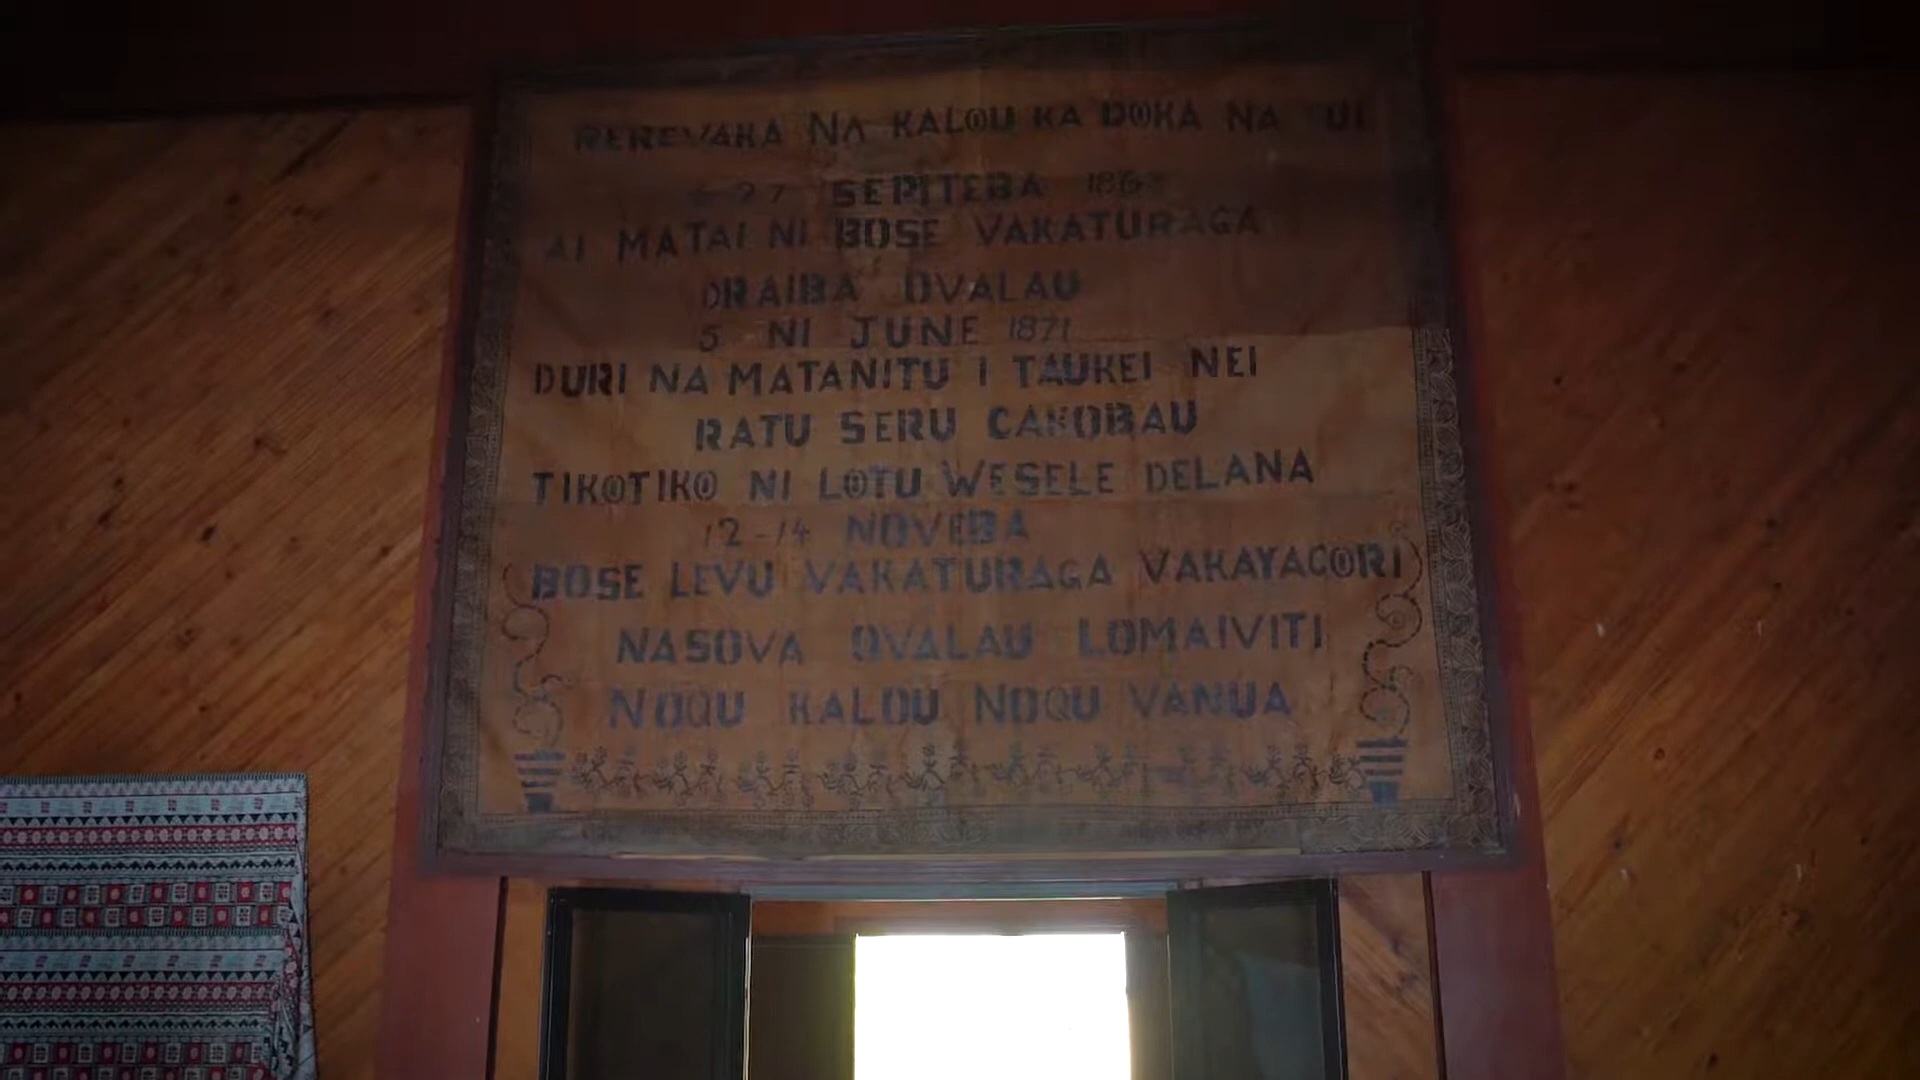 REREVAKA NA KALOU KA DOKA NA TUI
SEPITEBA
AI MATAI NI BOSE VAKATURAGA
DRAIBA OVALAU
5 NI JUNE 1871
DURI NA MATANITU I TAUKEI NEI
RATU SERU CAKOBAU
TIKOTIKO NI LOTU WESELE DELANA
12-14 NOVEBA
BOSE LEVU VAKATURAGA VAKAYACORI
NASOVA OVALAU LOMAIVITI
NOQU KALOU NOQU VANUA